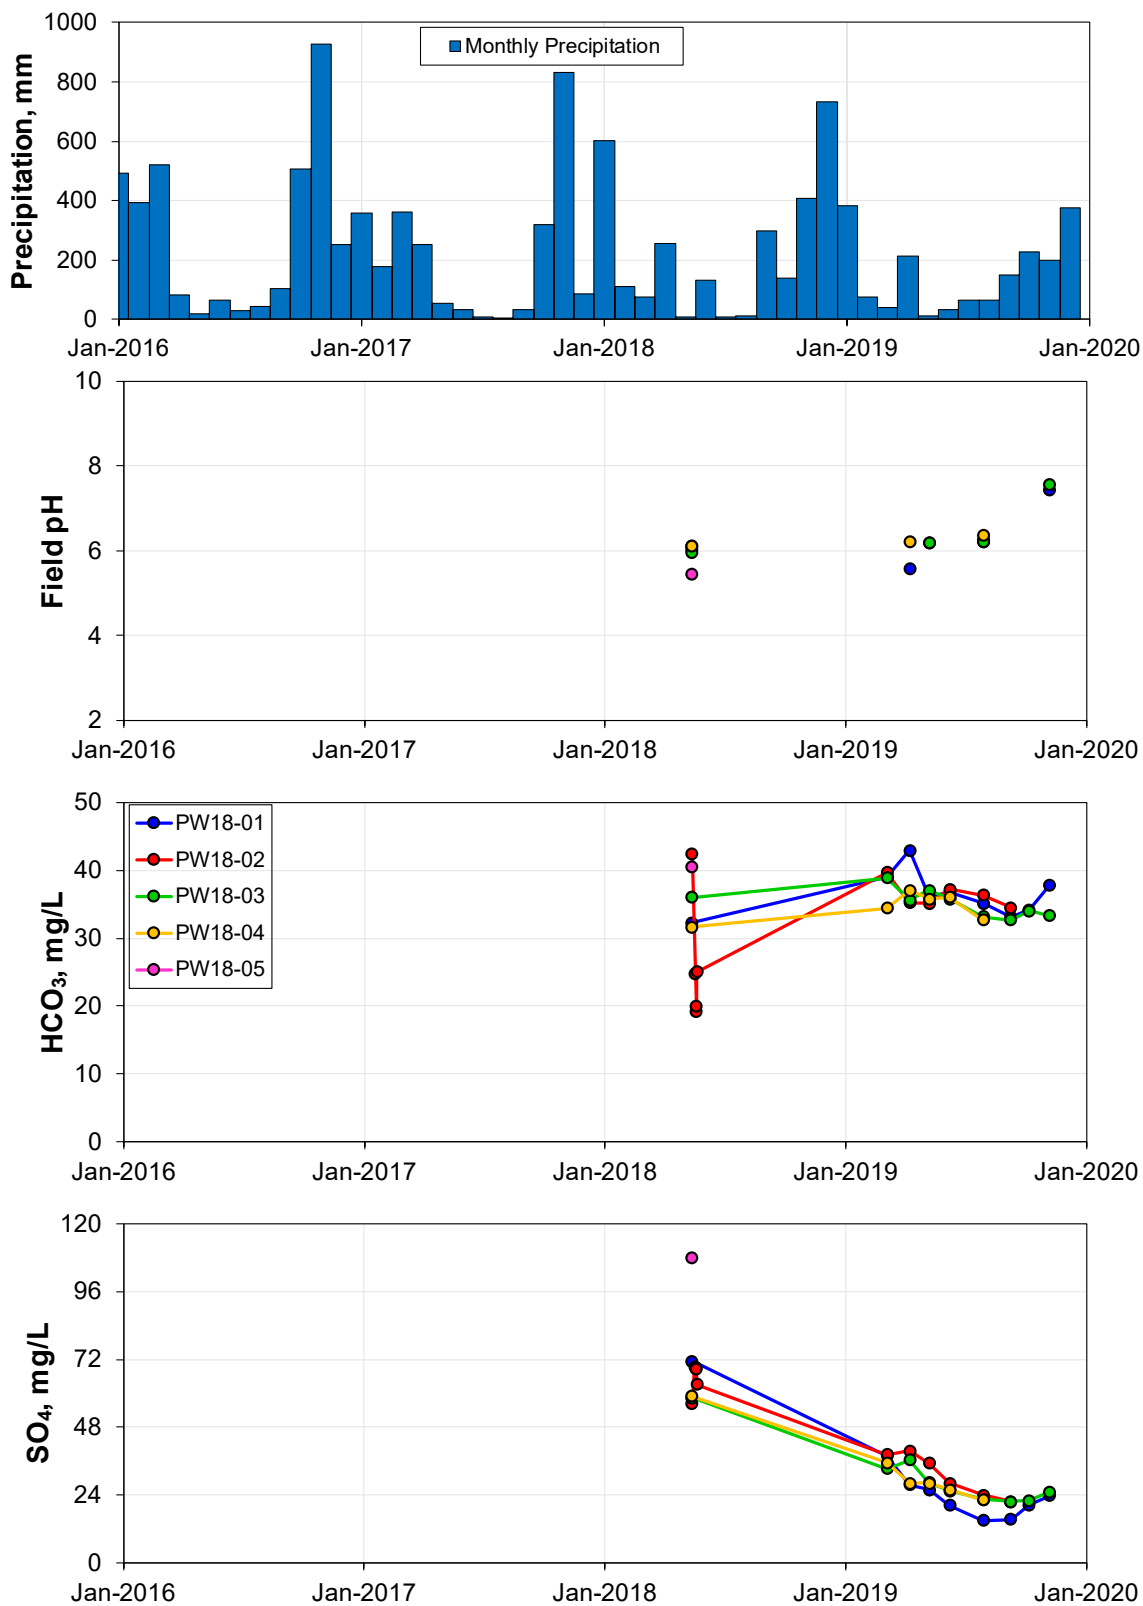 1000
800
600
400
200
0
Precipitation, mm
Monthly Precipitation
Jan-2016 Jan-2017 Jan-2018 Jan-2019 Jan-2020
10
8
6
4
2
Field pH
Jan-2016 Jan-2017 Jan-2018 Jan-2019 Jan-2020
50
40
30
20
10
0
HCO₃, mg/L
PW18-01
PW18-02
PW18-03
PW18-04
PW18-05
Jan-2016 Jan-2017 Jan-2018 Jan-2019 Jan-2020
120
96
72
48
24
0
SO₄, mg/L
Jan-2016 Jan-2017 Jan-2018 Jan-2019 Jan-2020